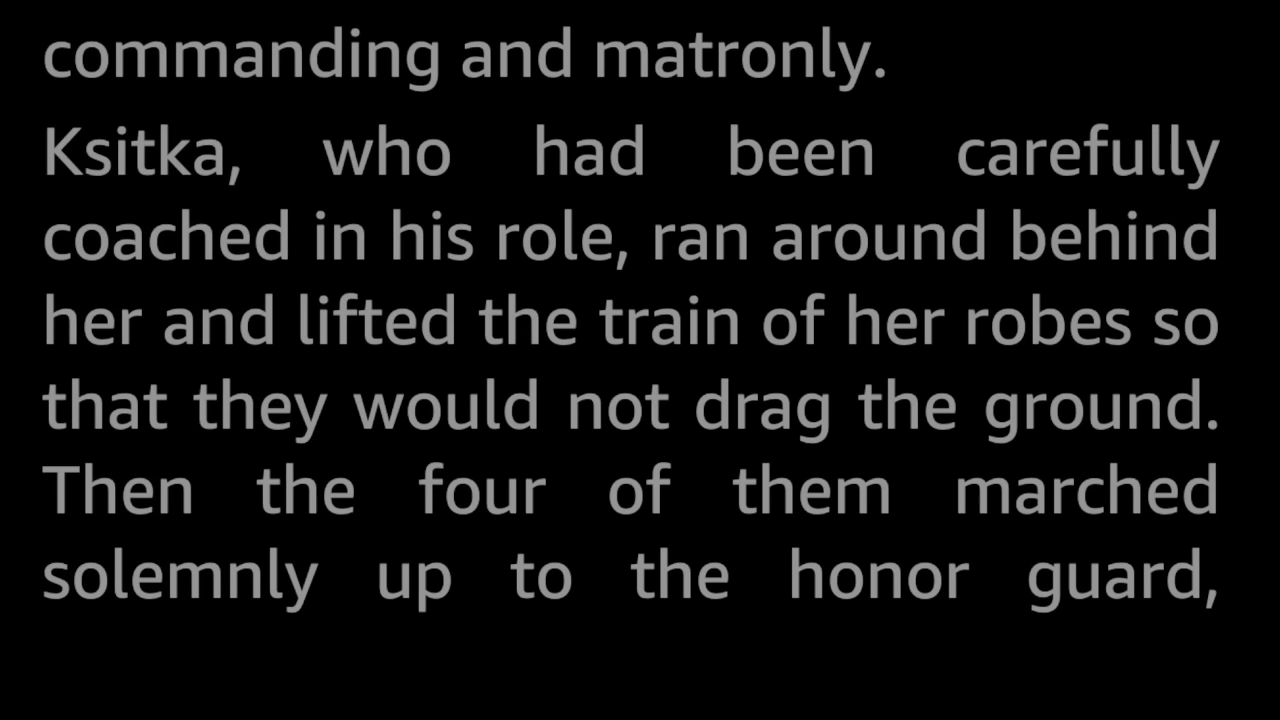 commanding and matronly.
Ksitka, who had been carefully
coached in his role, ran around behind
her and lifted the train of her robes so
that they would not drag the ground.
Then the four of them marched
solemnly up to the honor guard,